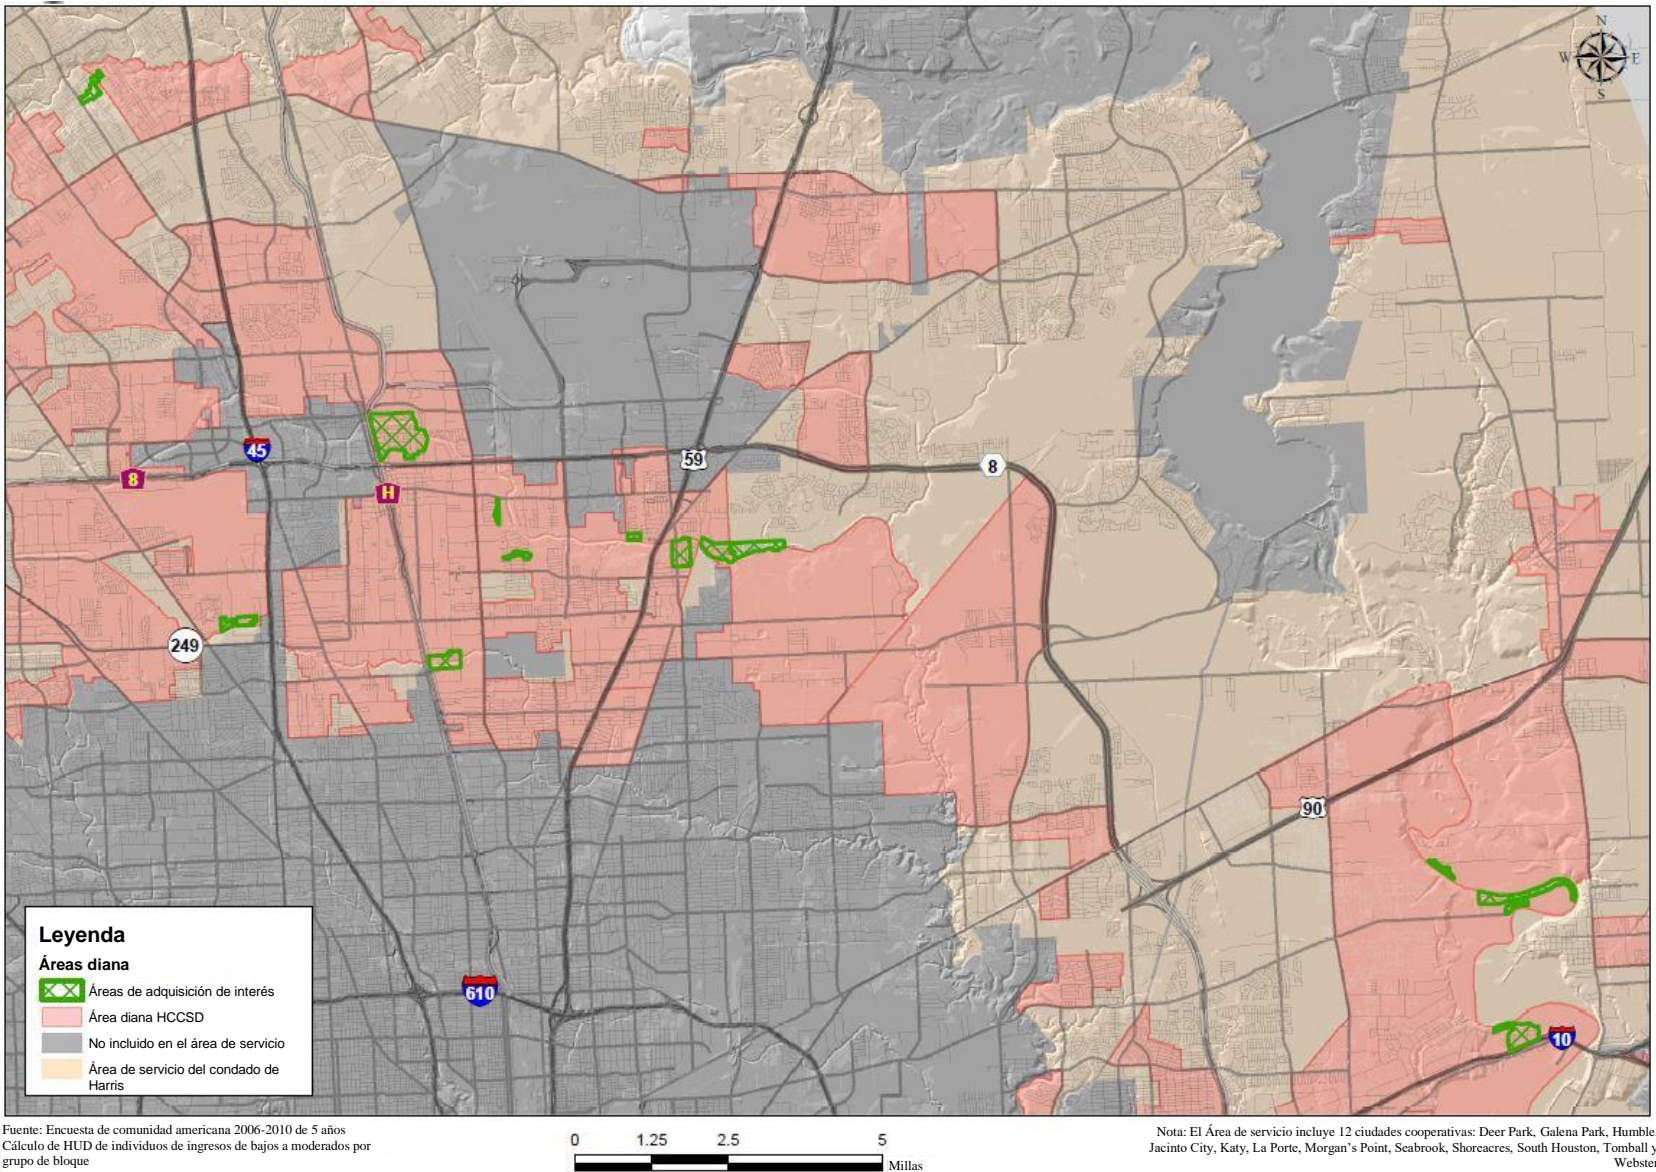 N
W E
S
45
59
8
8
H
249
90
610
10
Leyenda
Áreas diana
Áreas de adquisición de interés
Área diana HCCSD
No incluido en el área de servicio
Área de servicio del condado de
Harris
Fuente: Encuesta de comunidad americana 2006-2010 de 5 años
Cálculo de HUD de individuos de ingresos de bajos a moderados por
grupo de bloque
0 1.25 2.5 5
Millas
Nota: El Área de servicio incluye 12 ciudades cooperativas: Deer Park, Galena Park, Humble,
Jacinto City, Katy, La Porte, Morgan's Point, Seabrook, Shoreacres, South Houston, Tomball y
Webster